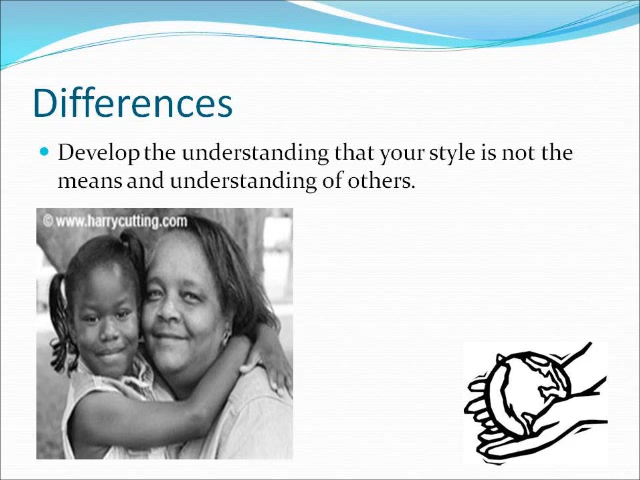 Differences
Develop the understanding that your style is not the
means and understanding of others.
© www.harrycutting.com